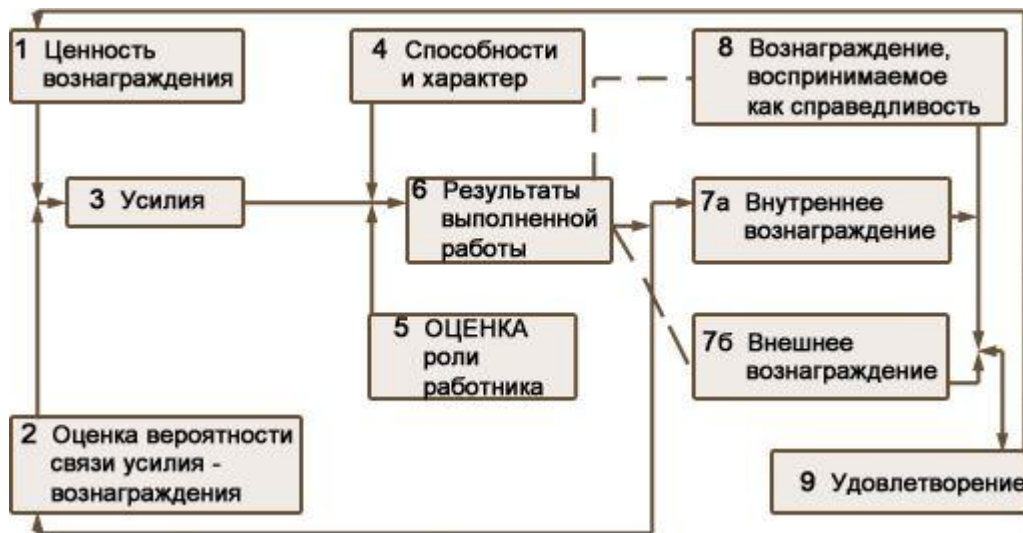 1 Ценность
вознаграждения
4 Способности
и характер
8 Вознаграждение,
воспринимаемое
как справедливость
3 Усилия
6 Результаты
выполненной
работы
7а Внутреннее
вознаграждение
5 ОЦЕНКА
роли
работника
7б Внешнее
вознаграждение
2 Оценка вероятности
связи усилия -
вознаграждения
9 Удовлетворение